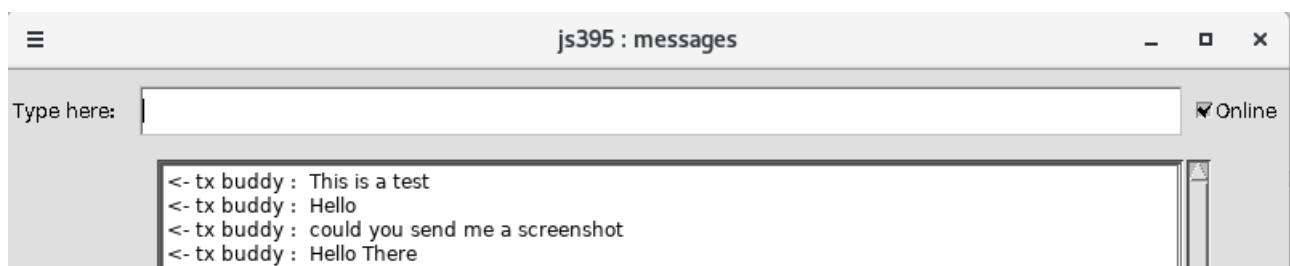 js395 : messages
Type here: Online
<- tx buddy : This is a test
<- tx buddy : Hello
<- tx buddy : could you send me a screenshot
<- tx buddy : Hello There